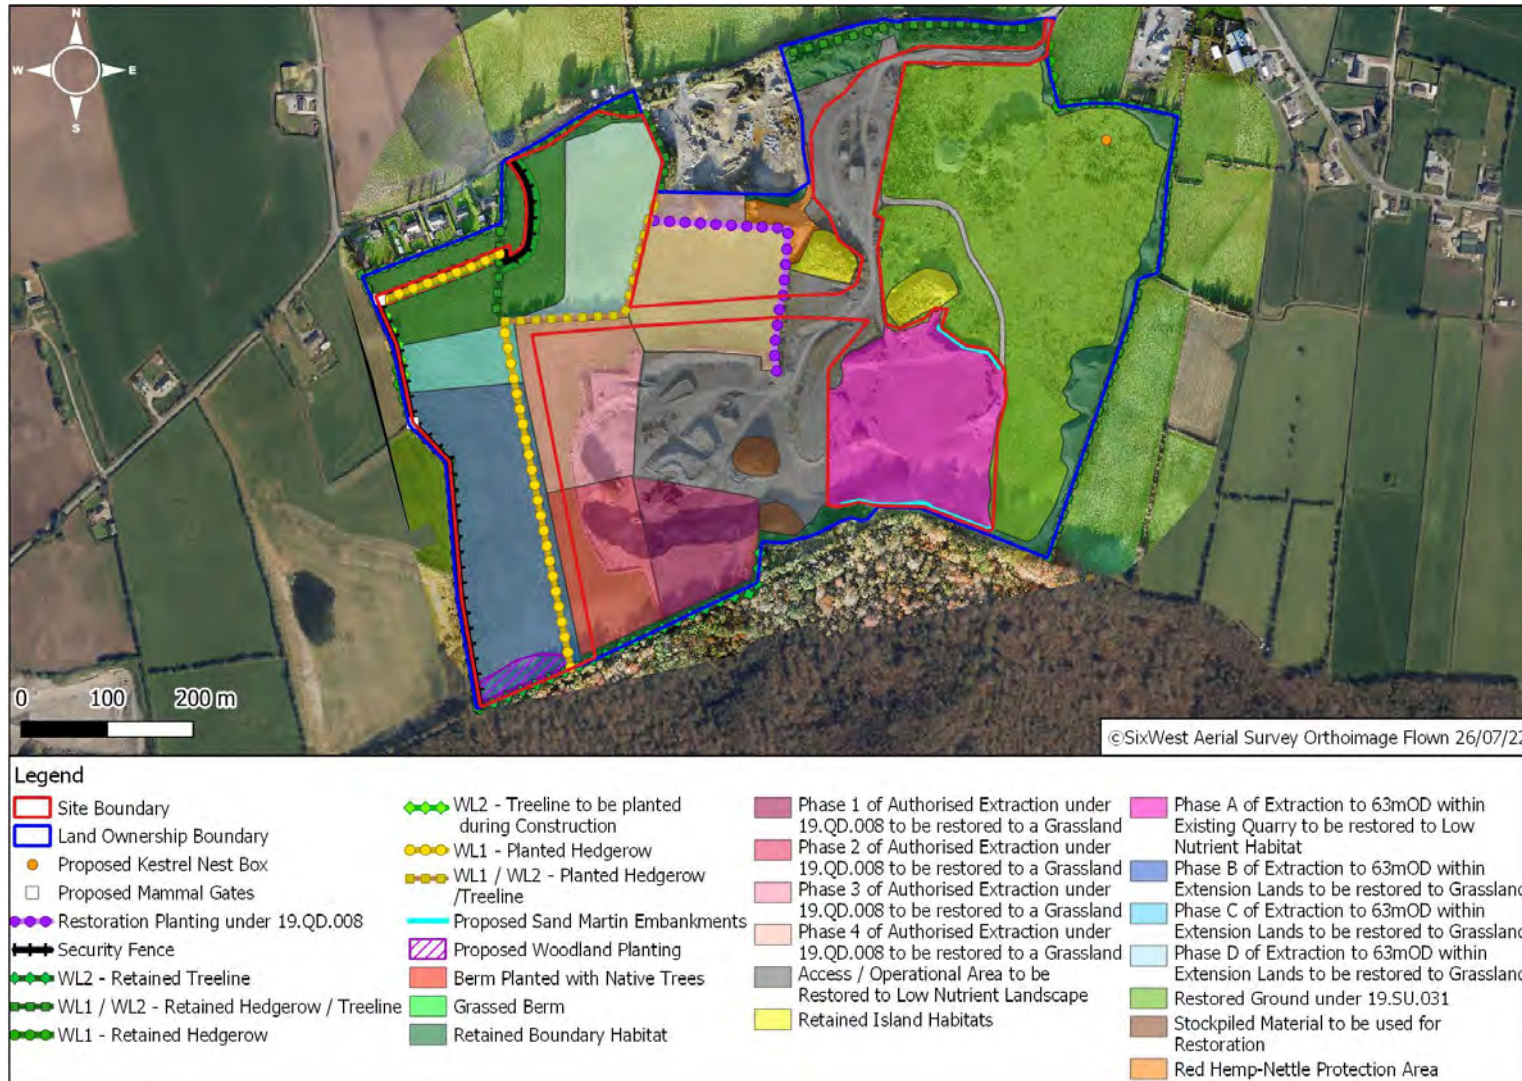 N
W
E
S
0 100 200 m
©SixWest Aerial Survey Orthoimage Flown 26/07/22
Legend
Site Boundary
Land Ownership Boundary
Proposed Kestrel Nest Box
Proposed Mammal Gates
Restoration Planting under 19.QD.008
Security Fence
WL2 - Retained Treeline
WL1 / WL2 - Retained Hedgerow / Treeline
WL1 - Retained Hedgerow
WL2 - Treeline to be planted
during Construction
WL1 - Planted Hedgerow
WL1 / WL2 - Planted Hedgerow
/Treeline
Proposed Sand Martin Embankments
Proposed Woodland Planting
Berm Planted with Native Trees
Grassed Berm
Retained Boundary Habitat
Phase 1 of Authorised Extraction under
19.QD.008 to be restored to a Grassland
Phase 2 of Authorised Extraction under
19.QD.008 to be restored to a Grassland
Phase 3 of Authorised Extraction under
19.QD.008 to be restored to a Grassland
Phase 4 of Authorised Extraction under
19.QD.008 to be restored to a Grassland
Access / Operational Area to be
Restored to Low Nutrient Landscape
Retained Island Habitats
Phase A of Extraction to 63mOD within
Existing Quarry to be restored to Low
Nutrient Habitat
Phase B of Extraction to 63mOD within
Extension Lands to be restored to Grassland
Phase C of Extraction to 63mOD within
Extension Lands to be restored to Grassland
Phase D of Extraction to 63mOD within
Extension Lands to be restored to Grassland
Restored Ground under 19.SU.031
Stockpiled Material to be used for
Restoration
Red Hemp-Nettle Protection Area